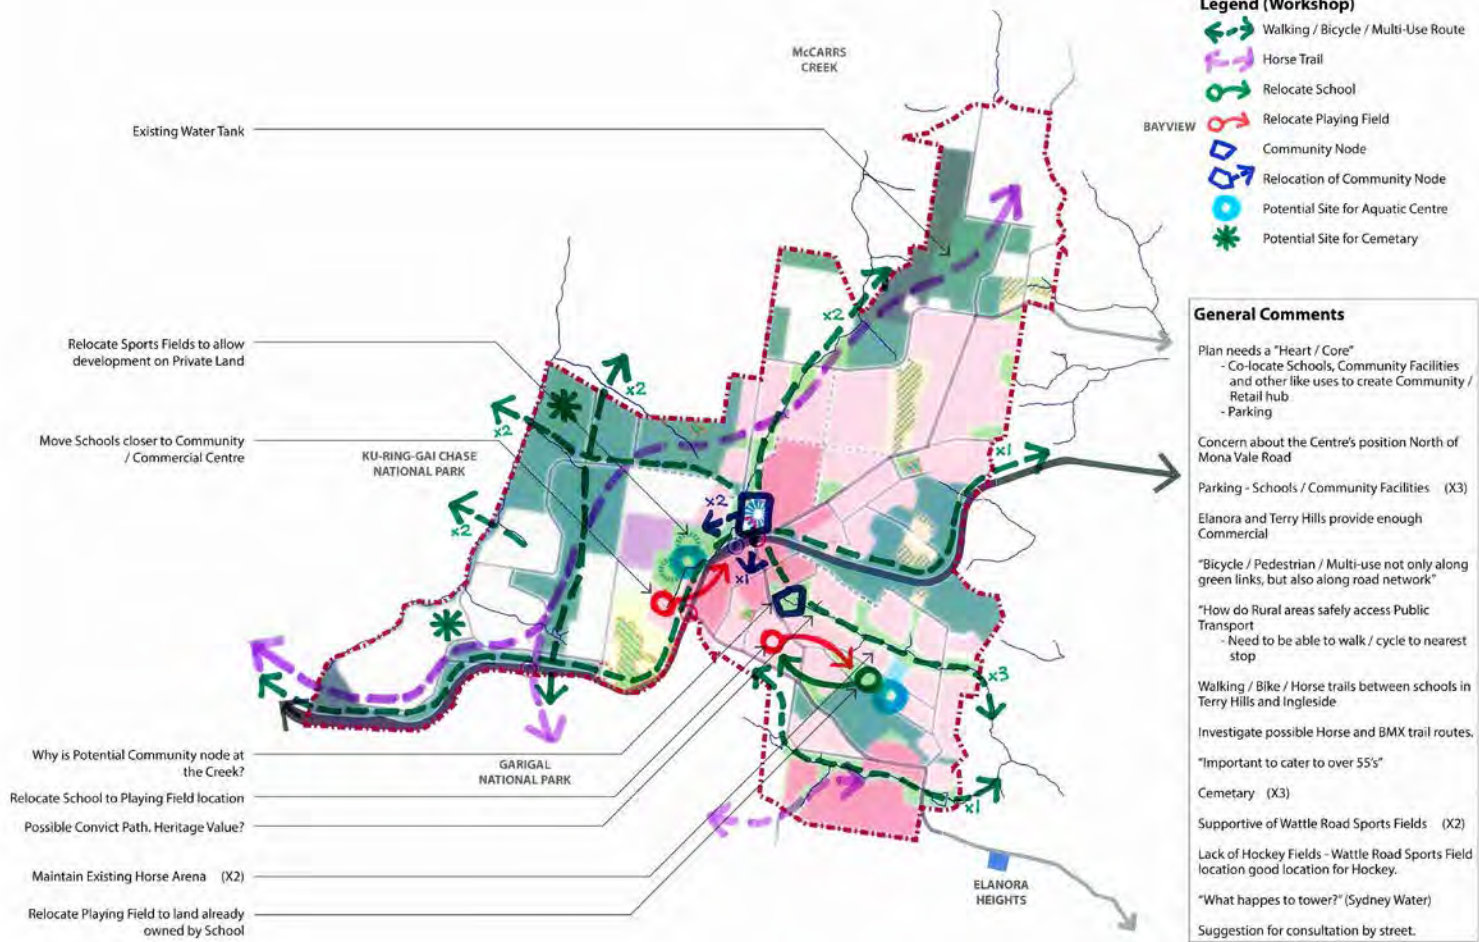 Legend (Workshop)
Walking / Bicycle / Multi-Use Route
Horse Trail
Relocate School
Relocate Playing Field
Community Node
Relocation of Community Node
Potential Site for Aquatic Centre
Potential Site for Cemetary
McCARRS
CREEK
BAYVIEW
Existing Water Tank
Relocate Sports Fields to allow
development on Private Land
Move Schools closer to Community
/ Commercial Centre
KU-RING-GAI CHASE
NATIONAL PARK
x2
x2
x2
x2
x1
x2
x1
x3
x1
Why is Potential Community node at
the Creek?
GARIGAL
NATIONAL PARK
Relocate School to Playing Field location
Possible Convict Path. Heritage Value?
Maintain Existing Horse Arena (X2)
Relocate Playing Field to land already
owned by School
ELANORA
HEIGHTS
General Comments
Plan needs a "Heart / Core"
- Co-locate Schools, Community Facilities
and other like uses to create Community /
Retail hub
- Parking
Concern about the Centre's position North of
Mona Vale Road
Parking - Schools / Community Facilities (X3)
Elanora and Terry Hills provide enough
Commercial
"Bicycle / Pedestrian / Multi-use not only along
green links, but also along road network"
"How do Rural areas safely access Public
Transport
- Need to be able to walk / cycle to nearest
stop
Walking / Bike / Horse trails between schools in
Terry Hills and Ingleside
Investigate possible Horse and BMX trail routes.
"Important to cater to over 55's"
Cemetary (X3)
Supportive of Wattle Road Sports Fields (X2)
Lack of Hockey Fields - Wattle Road Sports Field
location good location for Hockey.
"What happes to tower?" (Sydney Water)
Suggestion for consultation by street.